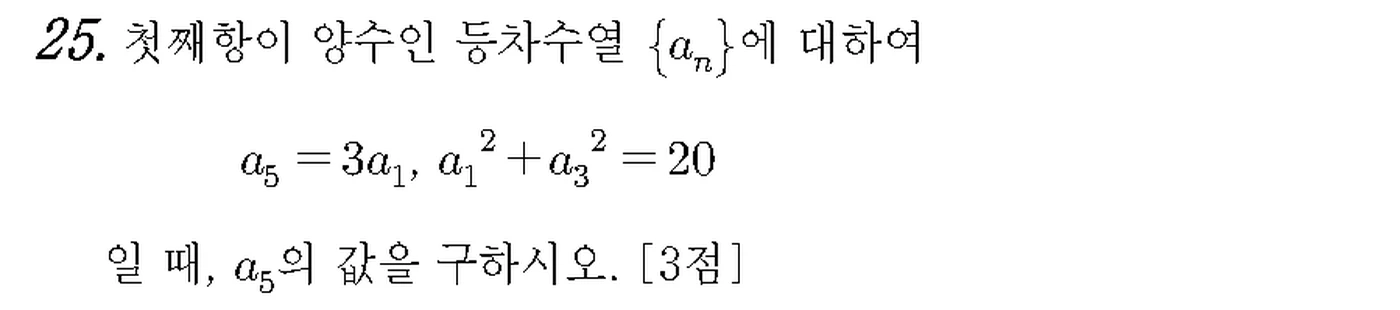 25. 첫째항이 양수인 등차수열 {aₙ}에 대하여
a₅ = 3a₁, a₁² + a₃² = 20
일 때, a₅의 값을 구하시오. [3점]